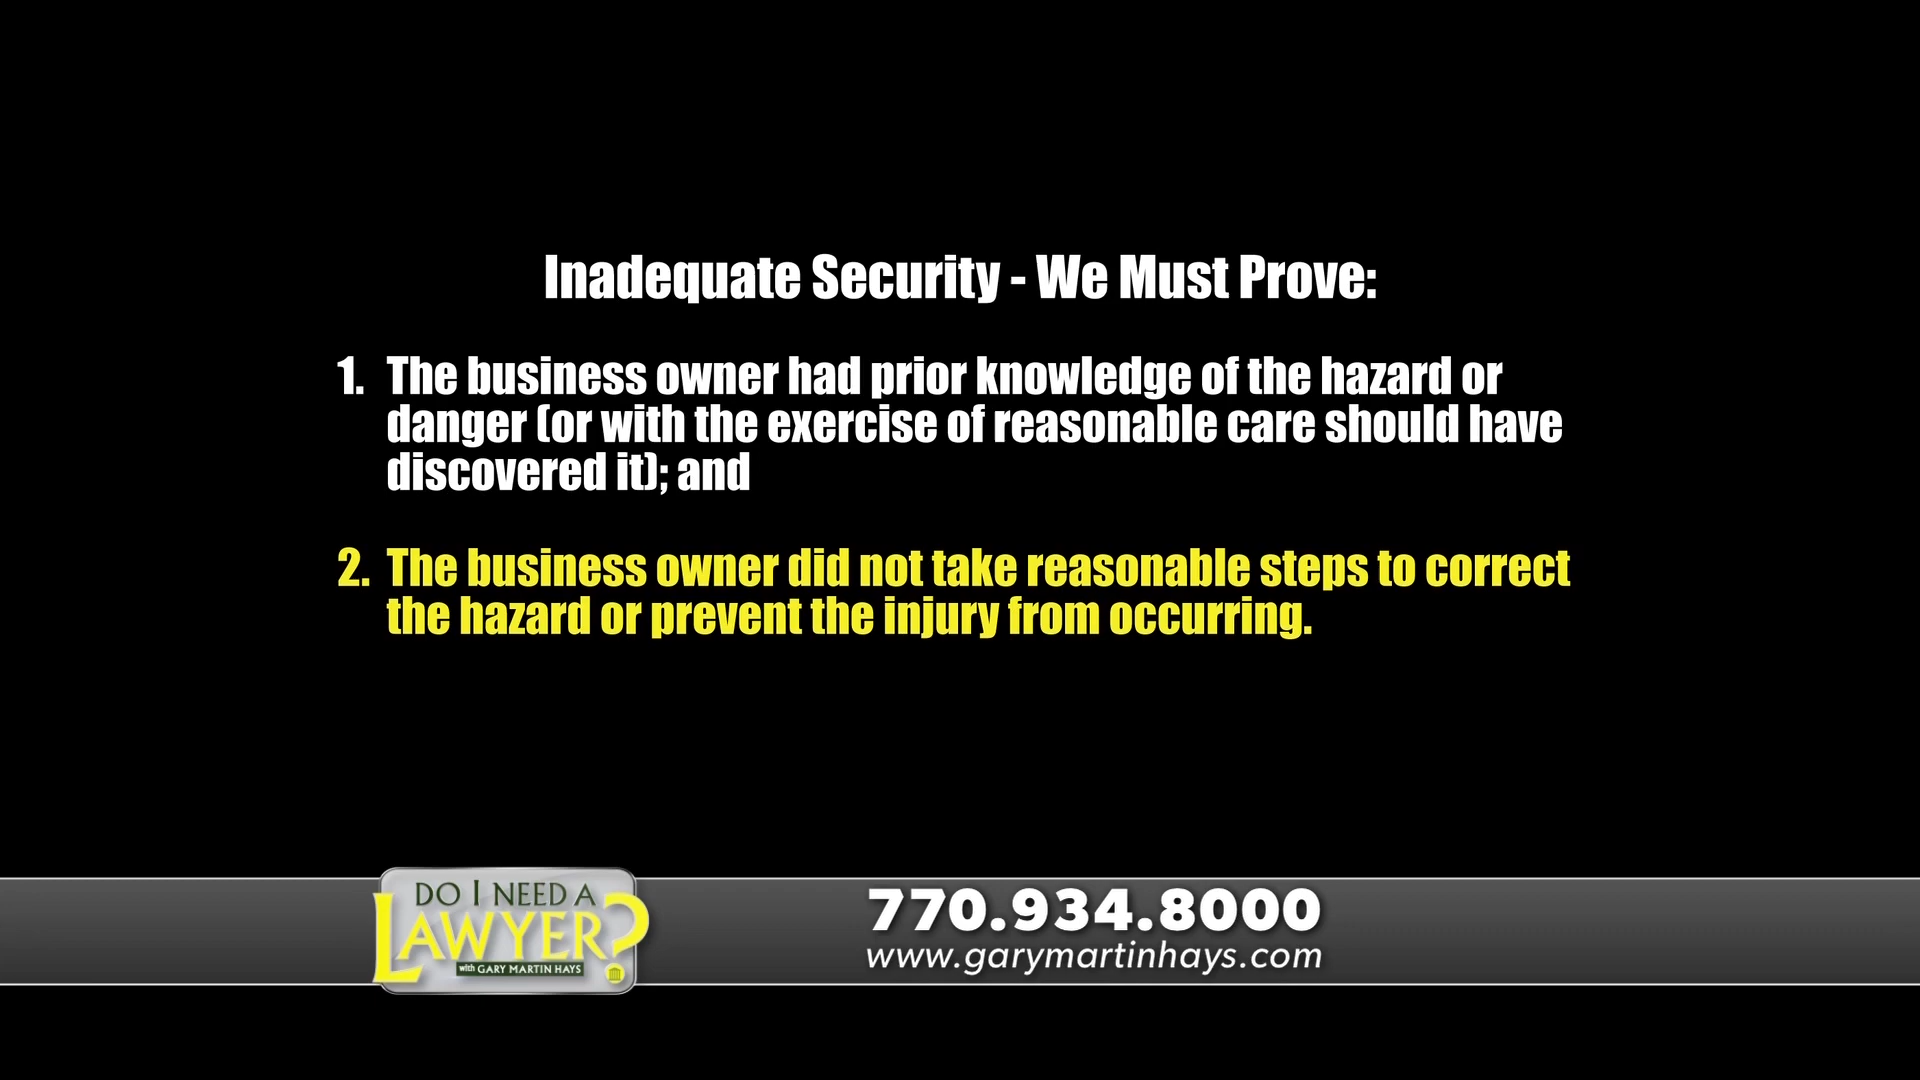 Inadequate Security - We Must Prove:
1. The business owner had prior knowledge of the hazard or
danger (or with the exercise of reasonable care should have
discovered it); and
2. The business owner did not take reasonable steps to correct
the hazard or prevent the injury from occurring.
DO I NEED A
LAWYER?
with GARY MARTIN HAYS
770.934.8000
www.garymartinhays.com